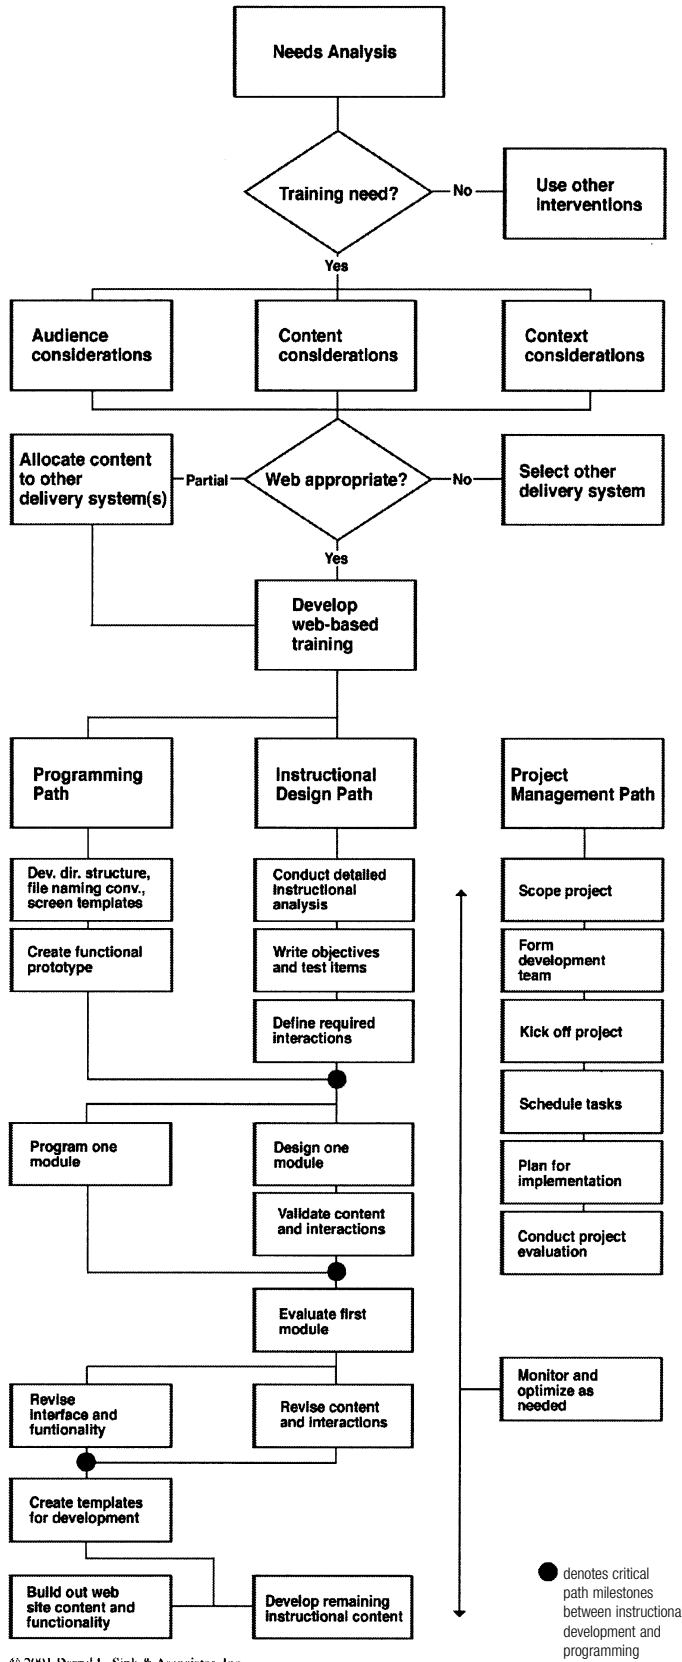 Needs Analysis
Training need?
No
Use other
interventions
Yes
Audience
considerations
Content
considerations
Context
considerations
Allocate content
to other
delivery system(s)
Partial
Web appropriate?
No
Select other
delivery system
Yes
Develop
web-based
training
Programming
Path
Instructional
Design Path
Project
Management Path
Dev. dir. structure,
file naming conv.,
screen templates
Conduct detailed
instructional
analysis
Scope project
Create functional
prototype
Write objectives
and test items
Form
development
team
Define required
interactions
Kick off project
Schedule tasks
Program one
module
Design one
module
Plan for
implementation
Validate content
and interactions
Conduct project
evaluation
Evaluate first
module
Monitor and
optimize as
needed
Revise
interface and
funtionality
Revise content
and interactions
Create templates
for development
Build out web
site content and
functionality
Develop remaining
instructional content
denotes critical
path milestones
between instructiona
development and
programming